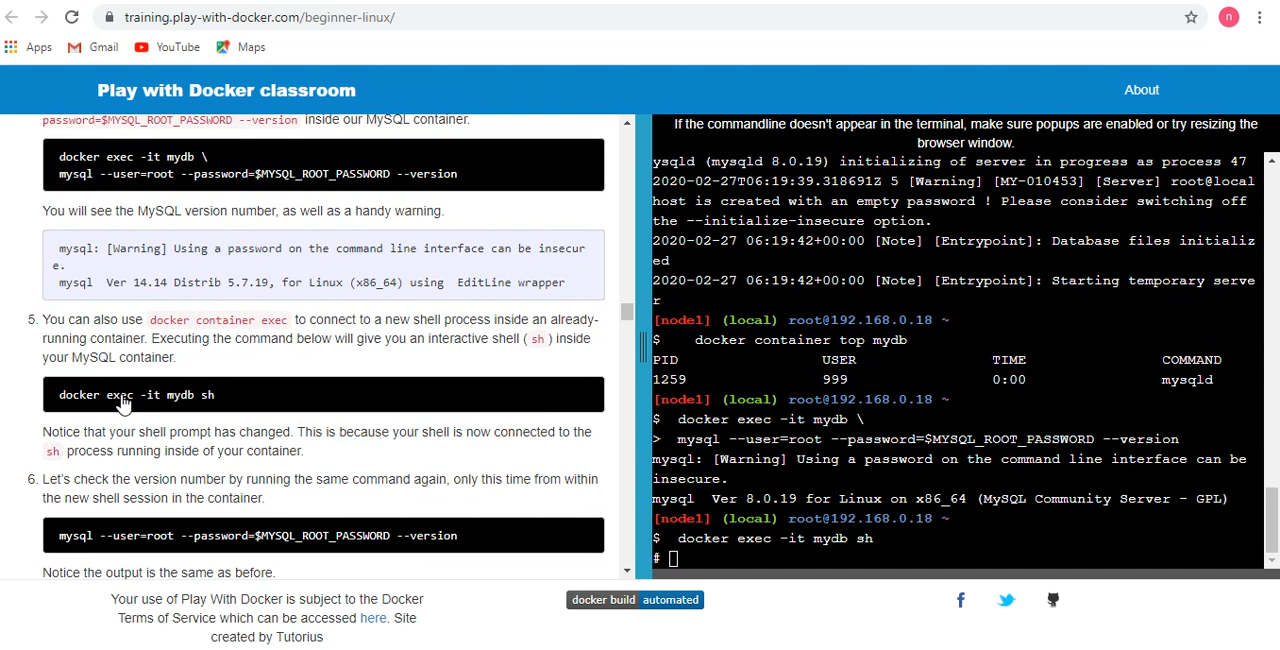 training.play-with-docker.com/beginner-linux/
n
Apps
Gmail
YouTube
Maps
Play with Docker classroom
About
password=$MYSQL_ROOT_PASSWORD --version inside our MySQL container.
docker exec -it mydb \
mysql --user=root --password=$MYSQL_ROOT_PASSWORD --version
You will see the MySQL version number, as well as a handy warning.
mysql: [Warning] Using a password on the command line interface can be insecur
e.
mysql  Ver 14.14 Distrib 5.7.19, for Linux (x86_64) using  EditLine wrapper
5. You can also use docker container exec to connect to a new shell process inside an already-
running container. Executing the command below will give you an interactive shell ( sh ) inside
your MySQL container.
docker exec -it mydb sh
Notice that your shell prompt has changed. This is because your shell is now connected to the
sh process running inside of your container.
6. Let's check the version number by running the same command again, only this time from within
the new shell session in the container.
mysql --user=root --password=$MYSQL_ROOT_PASSWORD --version
Notice the output is the same as before.
If the commandline doesn't appear in the terminal, make sure popups are enabled or try resizing the
browser window.
ysqld (mysqld 8.0.19) initializing of server in progress as process 47
2020-02-27T06:19:39.318691Z 5 [Warning] [MY-010453] [Server] root@local
host is created with an empty password ! Please consider switching off
the --initialize-insecure option.
2020-02-27 06:19:42+00:00 [Note] [Entrypoint]: Database files initializ
ed
2020-02-27 06:19:42+00:00 [Note] [Entrypoint]: Starting temporary serve
r
[node1] (local) root@192.168.0.18 ~
$ docker container top mydb
PID USER TIME COMMAND
1259 999 0:00 mysqld
[node1] (local) root@192.168.0.18 ~
$ docker exec -it mydb \
> mysql --user=root --password=$MYSQL_ROOT_PASSWORD --version
mysql: [Warning] Using a password on the command line interface can be
insecure.
mysql  Ver 8.0.19 for Linux on x86_64 (MySQL Community Server - GPL)
[node1] (local) root@192.168.0.18 ~
$ docker exec -it mydb sh
#
Your use of Play With Docker is subject to the Docker
Terms of Service which can be accessed here. Site
created by Tutorius
docker build automated